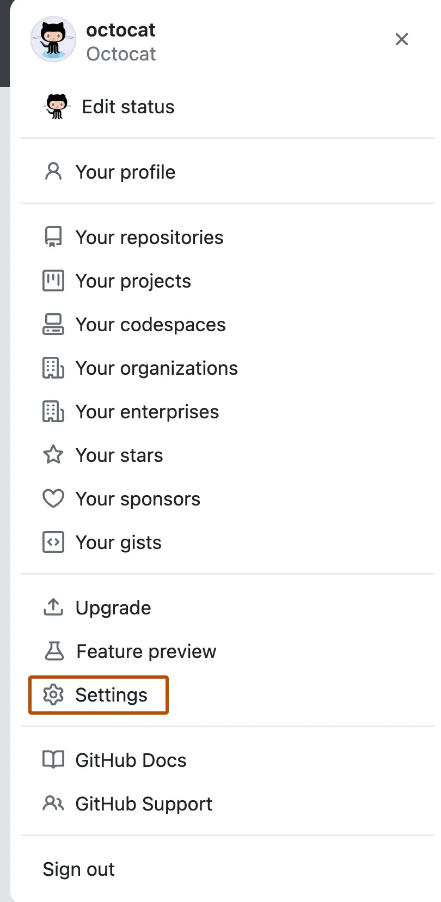 octocat
Octocat
Edit status
Your profile
Your repositories
Your projects
Your codespaces
Your organizations
Your enterprises
Your stars
Your sponsors
Your gists
Upgrade
Feature preview
Settings
GitHub Docs
GitHub Support
Sign out